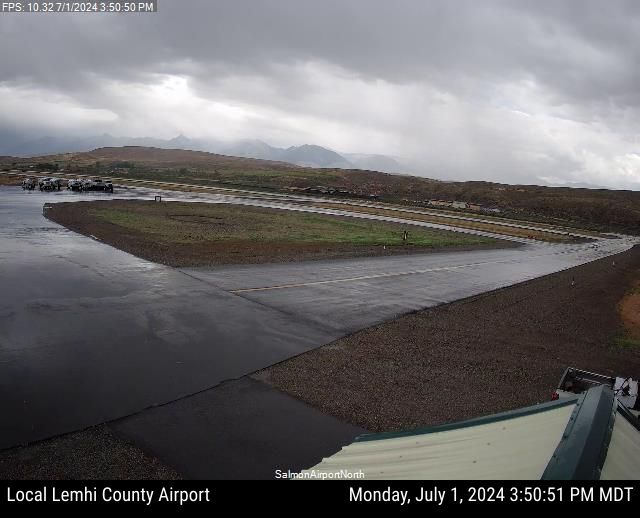 FPS: 10.32 7/1/2024 3:50:50 PM
SalmonAirportNorth
Local Lemhi County Airport
Monday, July 1, 2024 3:50:51 PM MDT